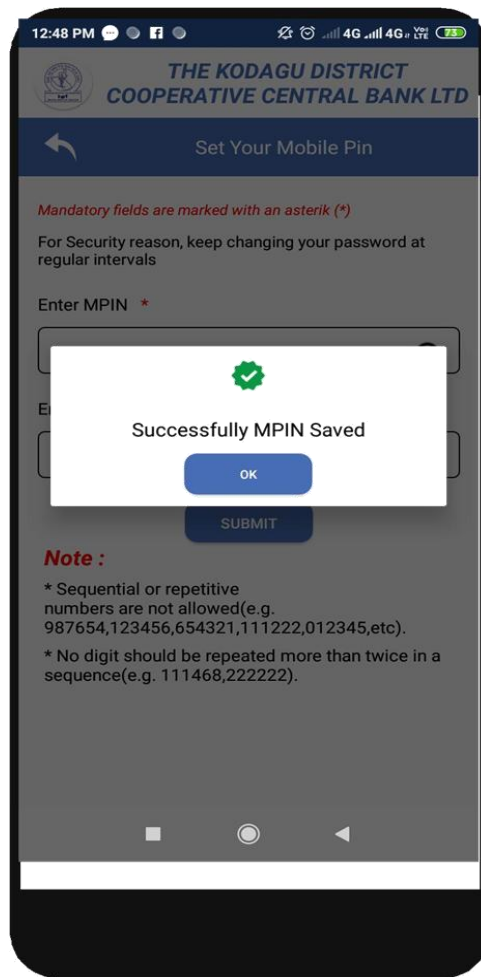 12:48 PM
4G 4G VoI LTE 73
THE KODAGU DISTRICT
COOPERATIVE CENTRAL BANK LTD
Set Your Mobile Pin
Mandatory fields are marked with an asterik (*)
For Security reason, keep changing your password at
regular intervals
Enter MPIN *
Successfully MPIN Saved
OK
SUBMIT
Note :
* Sequential or repetitive
numbers are not allowed(e.g.
987654,123456,654321,111222,012345,etc).
* No digit should be repeated more than twice in a
sequence(e.g. 111468,222222).